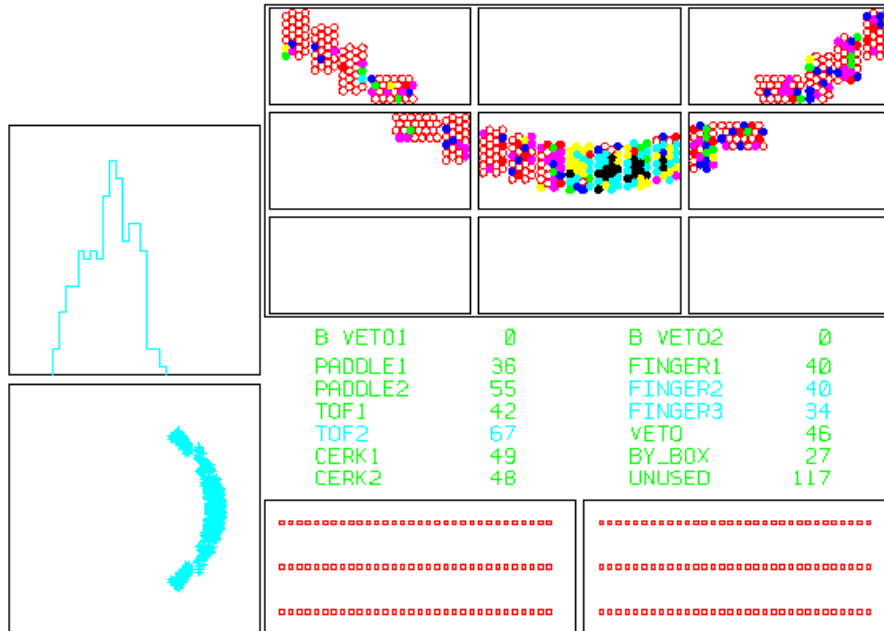 B VETO1 0 B VETO2 0
PADDLE1 36 FINGER1 40
PADDLE2 55 FINGER2 40
TOF1 42 FINGER3 34
TOF2 67 VETO 46
CERK1 49 BY_BOX 27
CERK2 48 UNUSED 117